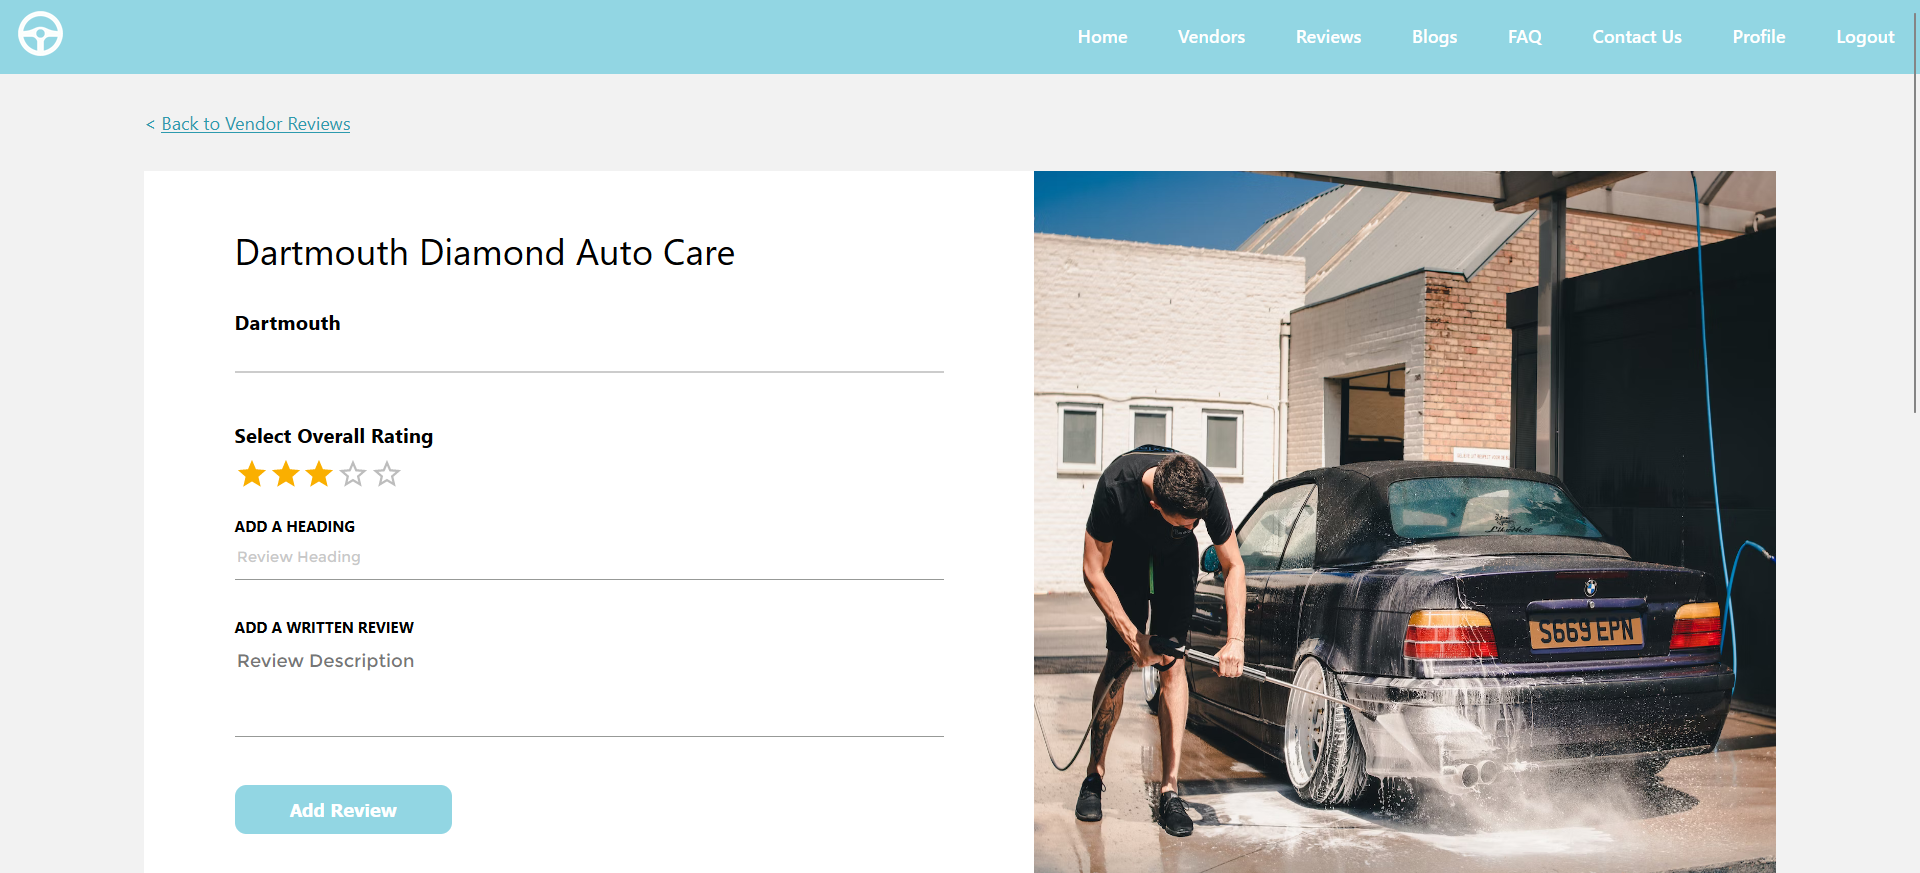 Home Vendors Reviews Blogs FAQ Contact Us Profile Logout
< Back to Vendor Reviews
Dartmouth Diamond Auto Care
Dartmouth
Select Overall Rating
ADD A HEADING
Review Heading
ADD A WRITTEN REVIEW
Review Description
Add Review
S669 EPN